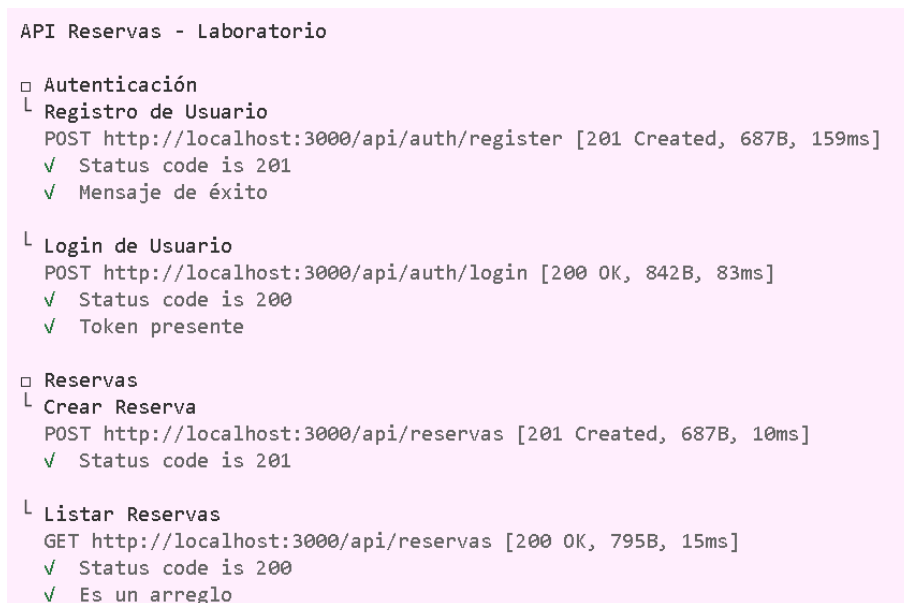 API Reservas - Laboratorio
□ Autenticación
└ Registro de Usuario
POST http://localhost:3000/api/auth/register [201 Created, 687B, 159ms]
√ Status code is 201
√ Mensaje de éxito
└ Login de Usuario
POST http://localhost:3000/api/auth/login [200 OK, 842B, 83ms]
√ Status code is 200
√ Token presente
□ Reservas
└ Crear Reserva
POST http://localhost:3000/api/reservas [201 Created, 687B, 10ms]
√ Status code is 201
└ Listar Reservas
GET http://localhost:3000/api/reservas [200 OK, 795B, 15ms]
√ Status code is 200
√ Es un arreglo